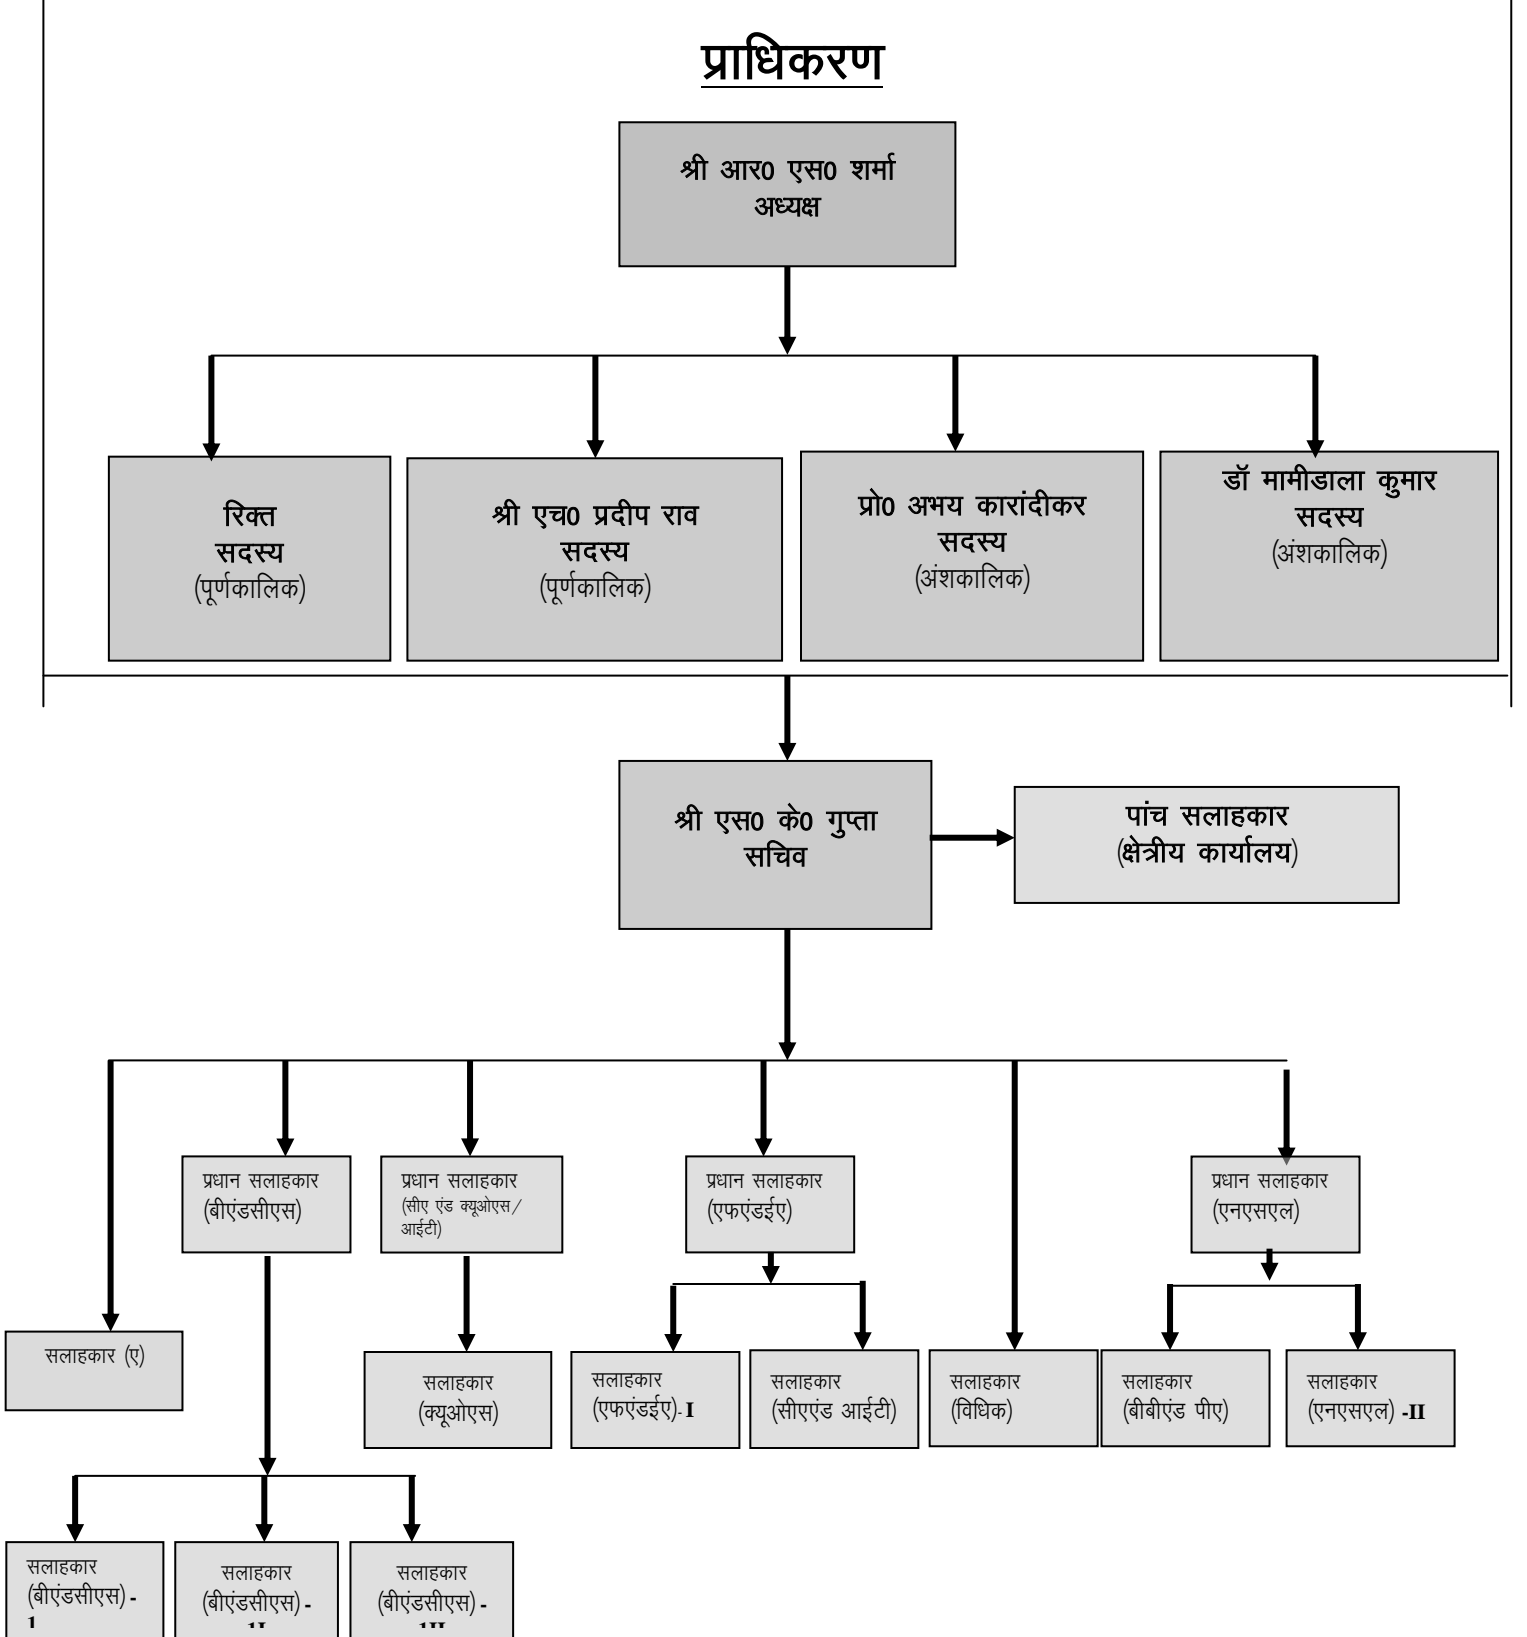 प्राधिकरण
श्री आर0 एस0 शर्मा
अध्यक्ष
रिक्त
सदस्य
(पूर्णकालिक)
श्री एच0 प्रदीप राव
सदस्य
(पूर्णकालिक)
प्रो0 अभय कारांदीकर
सदस्य
(अंशकालिक)
डॉ मामीडाला कुमार
सदस्य
(अंशकालिक)
श्री एस0 के0 गुप्ता
सचिव
पांच सलाहकार
(क्षेत्रीय कार्यालय)
प्रधान सलाहकार
(बीएंडसीएस)
प्रधान सलाहकार
(सीए एंड क्यूओएस/
आईटी)
प्रधान सलाहकार
(एफएंडईए)
प्रधान सलाहकार
(एनएसएल)
सलाहकार (ए)
सलाहकार
(क्यूओएस)
सलाहकार
(एफएंडईए)- I
सलाहकार
(सीएएंड आईटी)
सलाहकार
(विधिक)
सलाहकार
(बीबीएंड पीए)
सलाहकार
(एनएसएल) -II
सलाहकार
(बीएंडसीएस) -
1
सलाहकार
(बीएंडसीएस) -
1I
सलाहकार
(बीएंडसीएस) -
1II